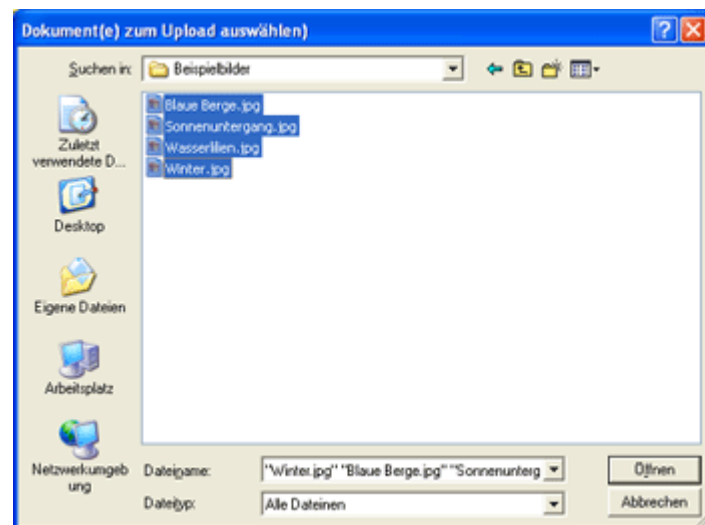 Dokument(e) zum Upload auswählen)
Suchen in:
Beispielbilder
Blaue Berge.jpg
Sonnenuntergang.jpg
Wasserlilien.jpg
Winter.jpg
Zuletzt
verwendete D...
Desktop
Eigene Dateien
Arbeitsplatz
Netzwerkumgeb
ung
Dateiname:
"Winter.jpg" "Blaue Berge.jpg" "Sonnenunterg
Öffnen
Dateityp:
Alle Dateinen
Abbrechen